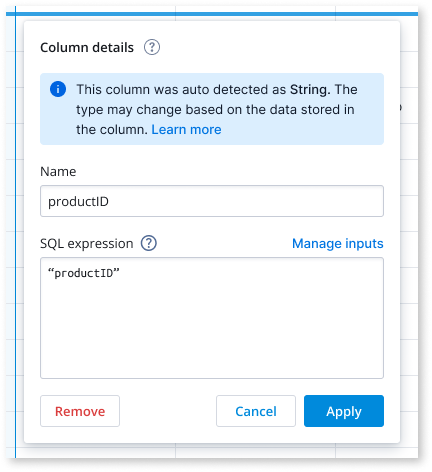 Column details
This column was auto detected as String. The
type may change based on the data stored in
the column. Learn more
Name
productID
SQL expression
Manage inputs
“productID”
Remove
Cancel
Apply